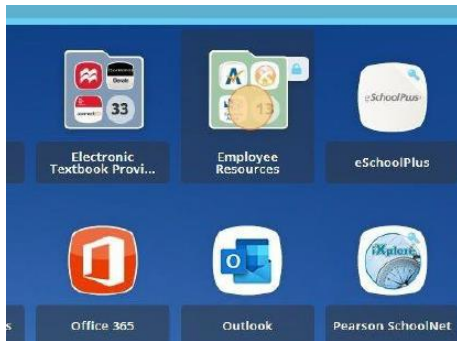 33
13
eSchoolPlus
Electronic
Textbook Provi...
Employee
Resources
eSchoolPlus
iXplore
s
Office 365
Outlook
Pearson SchoolNet